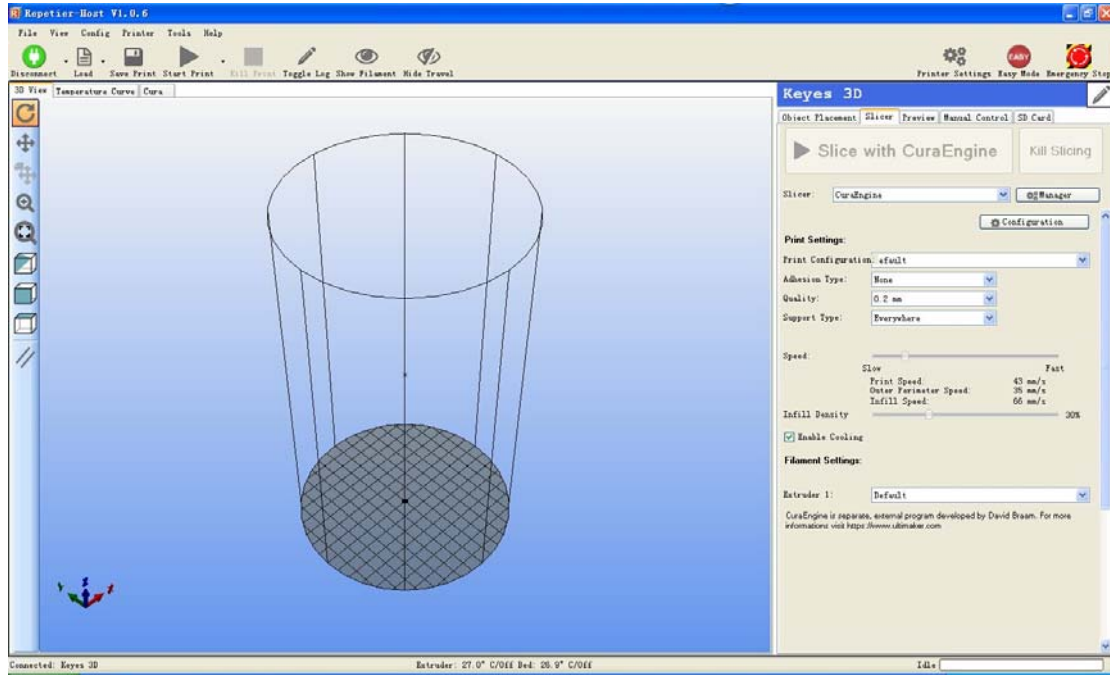 Repetier-Host V1.0.6
File View Config Printer Tools Help
Disconnect Load Save Print Start Print Kill Print Toggle Log Show Filament Hide Travel
Printer Settings Easy Mode Emergency Stop
EASY
3D View Temperature Curve Cura
Keyes 3D
Object Placement Slicer Preview Manual Control SD Card
Slice with CuraEngine Kill Slicing
Slicer: CuraEngine Manager
Configuration
Print Settings:
Print Configuration: efault
Adhesion Type: None
Quality: 0.2 mm
Support Type: Everywhere
Speed:
Slow Fast
Print Speed: 43 mm/s
Outer Perimeter Speed: 35 mm/s
Infill Speed: 66 mm/s
Infill Density 30%
Enable Cooling
Filament Settings:
Extruder 1: Default
CuraEngine is separate, external program developed by David Braam. For more
informations visit https://www.ultimaker.com
Connected: Keyes 3D Extruder: 27.0° C/Off Bed: 26.9° C/Off Idle